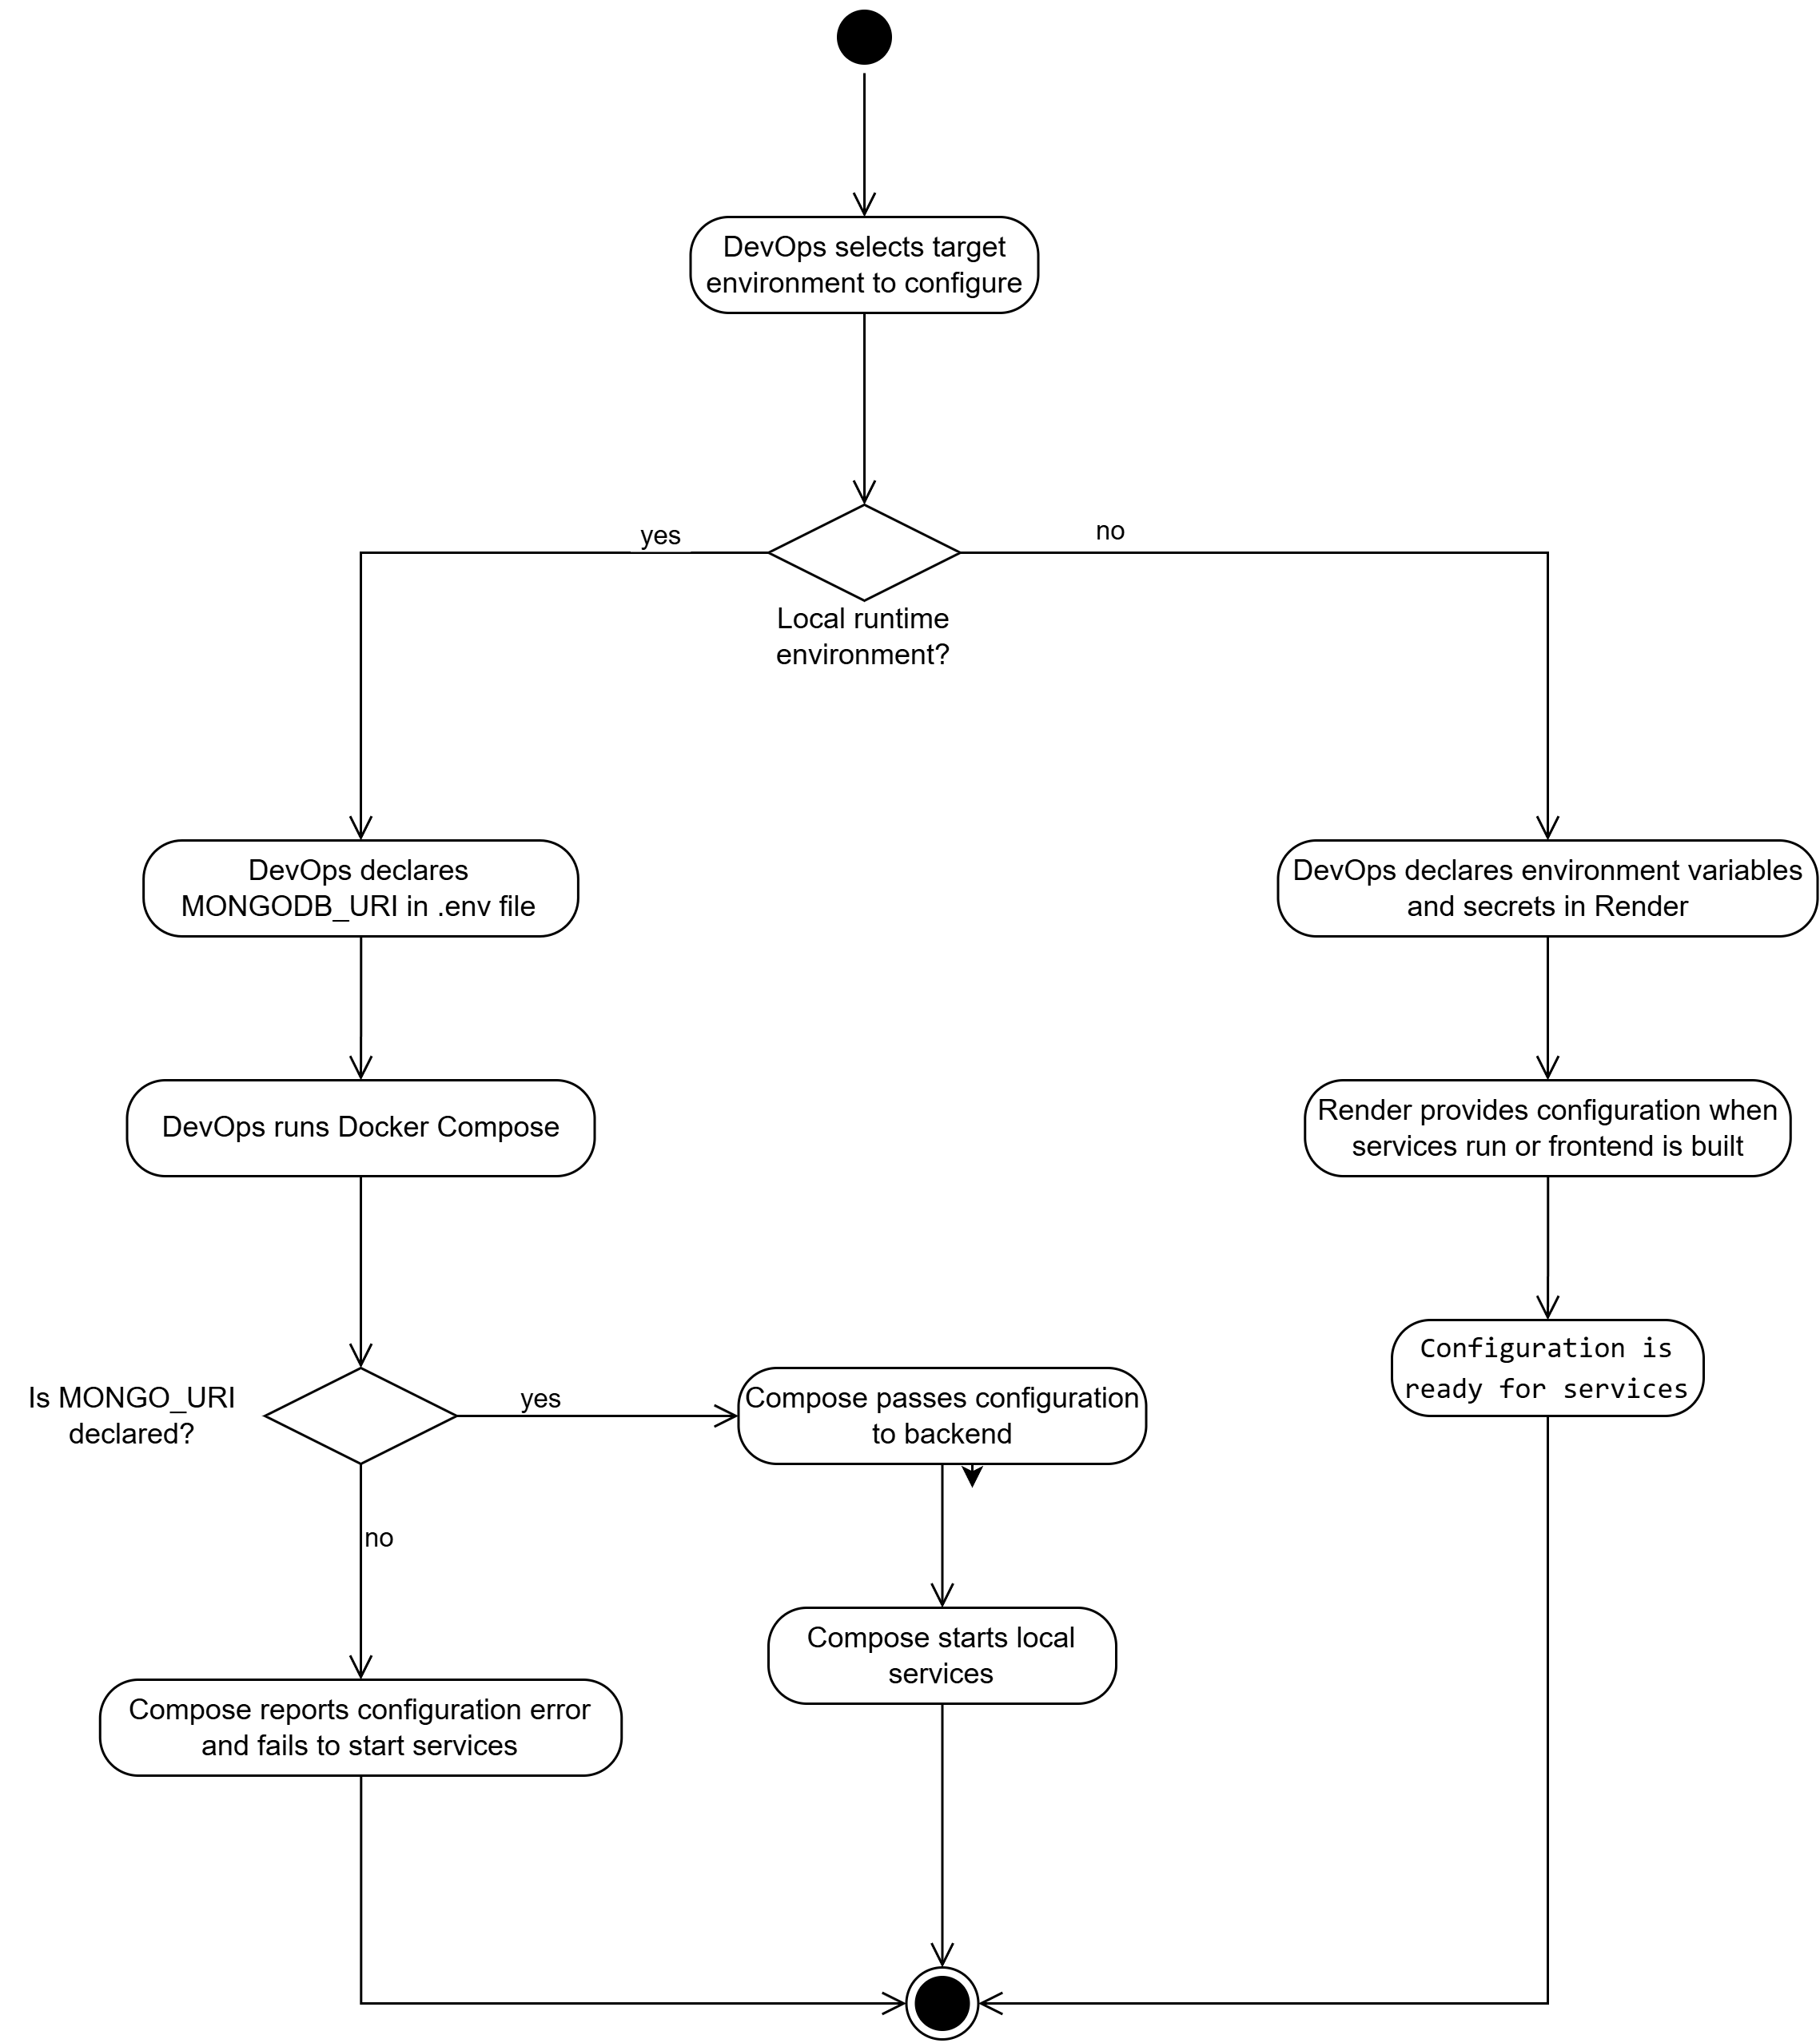 DevOps selects target
environment to configure
yes
no
Local runtime
environment?
DevOps declares
MONGODB_URI in .env file
DevOps declares environment variables
and secrets in Render
DevOps runs Docker Compose
Render provides configuration when
services run or frontend is built
Configuration is
ready for services
Is MONGO_URI
declared?
yes
Compose passes configuration
to backend
no
Compose starts local
services
Compose reports configuration error
and fails to start services